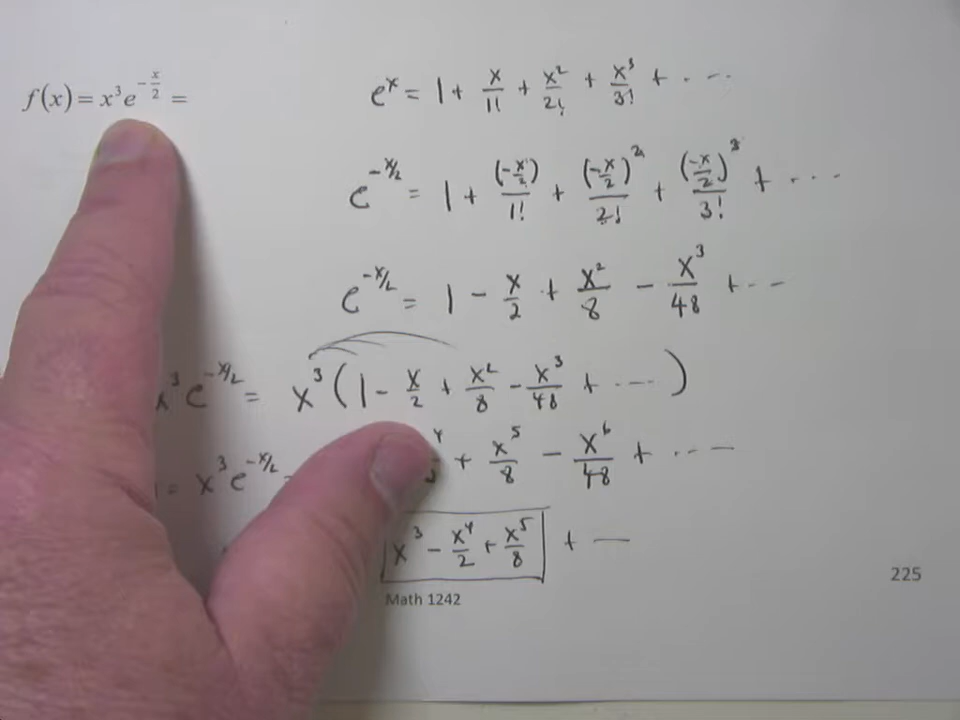 f(x) = x³e^(-x/2) =
e^x = 1 + x/1! + x²/2! + x³/3! + ....
e^(-x/2) = 1 + (-x/2)/1! + (-x/2)²/2! + (-x/2)³/3! + ...
e^(-x/2) = 1 - x/2 + x²/8 - x³/48 + ...
x³e^(-x/2) = x³(1 - x/2 + x²/8 - x³/48 + ....)
= x³e^(-x/2) + x⁵/8 - x⁶/48 + ...
x³ - x⁴/2 + x⁵/8 + —
225
Math 1242